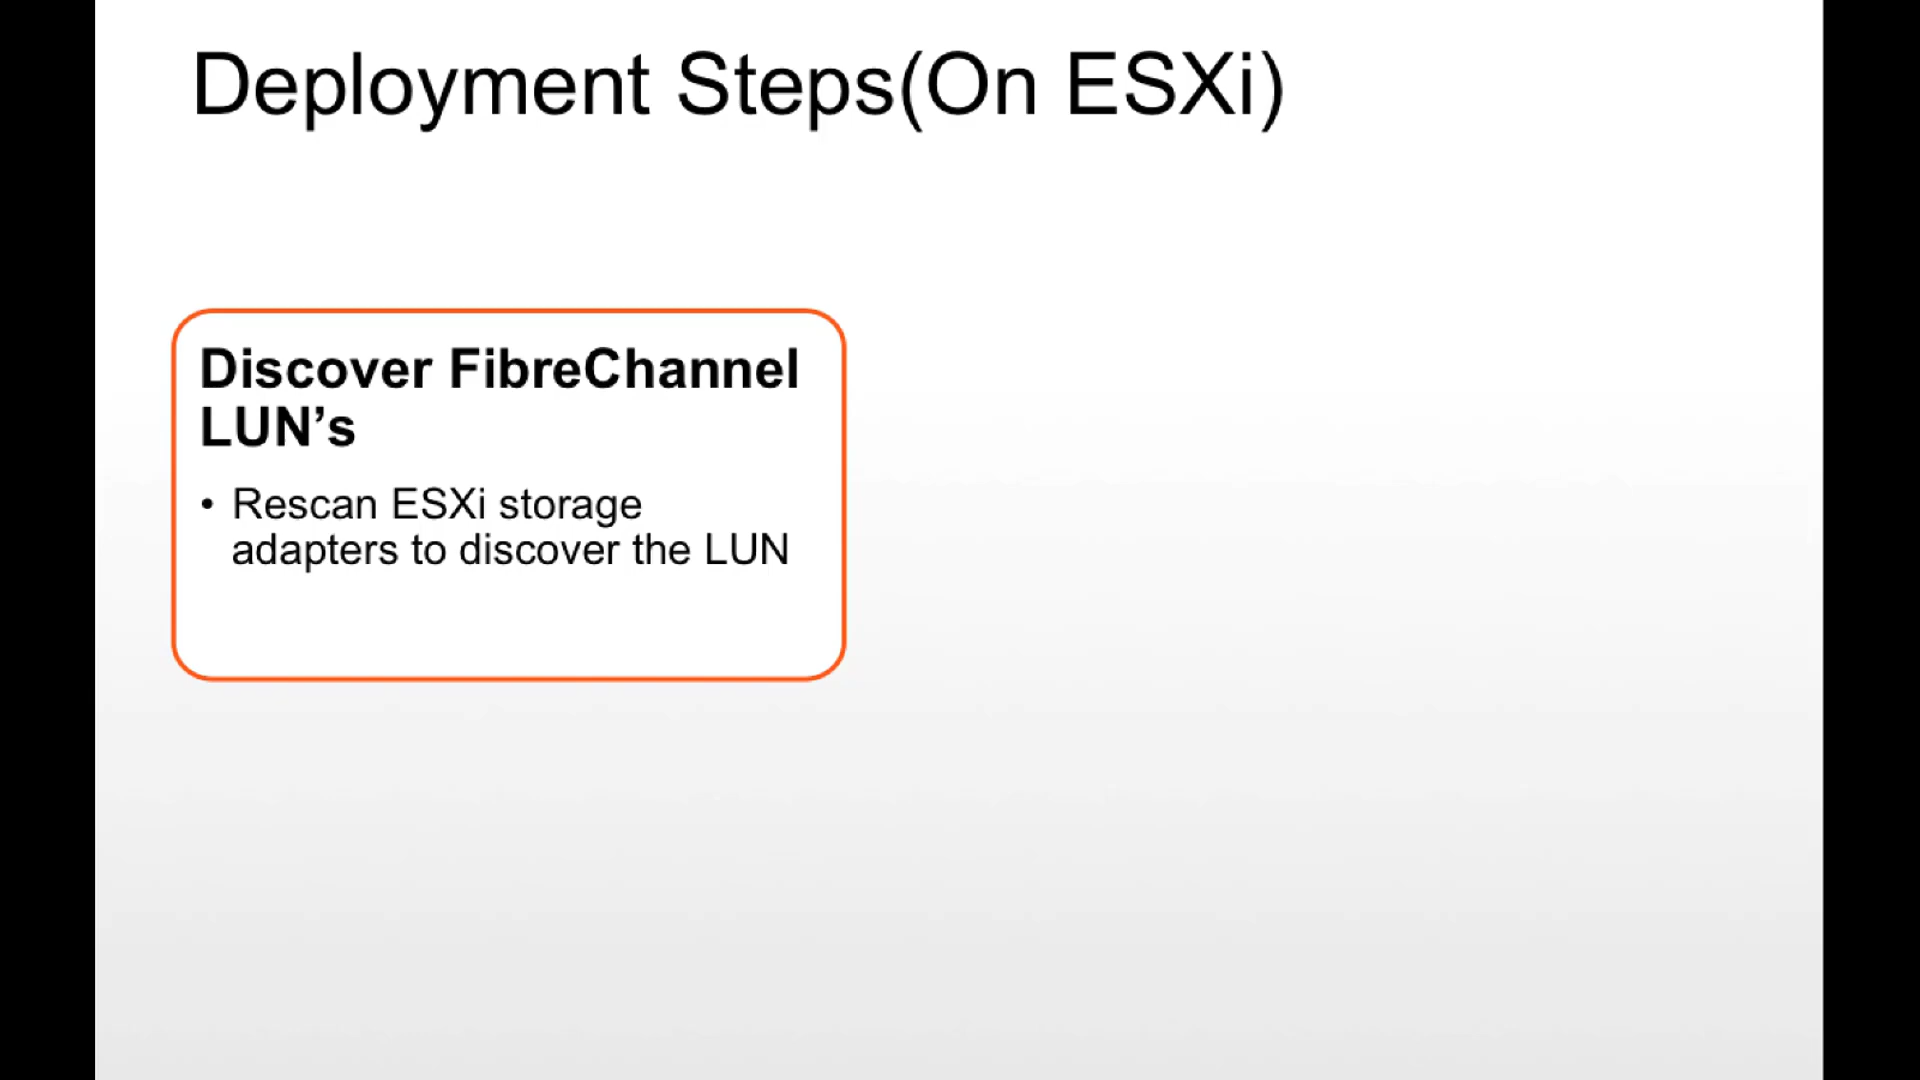 Deployment Steps(On ESXi)
Discover FibreChannel
LUN’s
• Rescan ESXi storage
adapters to discover the LUN